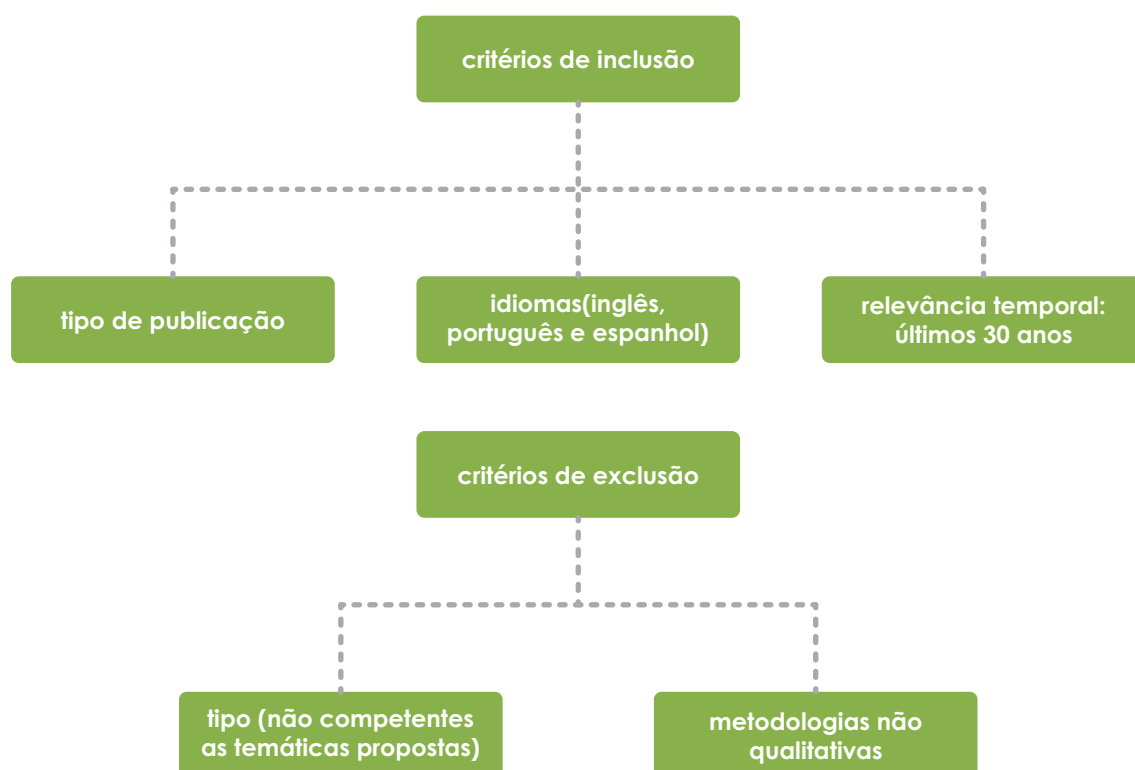 critérios de inclusão
tipo de publicação
idiomas(inglês,
português e espanhol)
relevância temporal:
últimos 30 anos
critérios de exclusão
tipo (não competentes
as temáticas propostas)
metodologias não
qualitativas